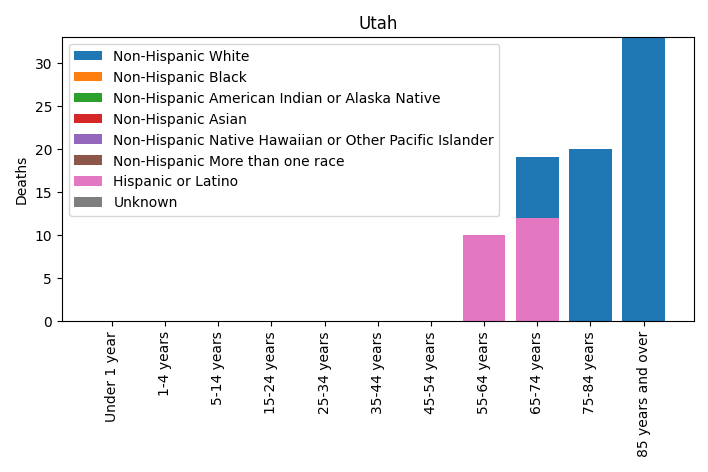 Utah
Non-Hispanic White
Non-Hispanic Black
Non-Hispanic American Indian or Alaska Native
Non-Hispanic Asian
Non-Hispanic Native Hawaiian or Other Pacific Islander
Non-Hispanic More than one race
Hispanic or Latino
Unknown
Deaths
30
25
20
15
10
5
0
Under 1 year
1-4 years
5-14 years
15-24 years
25-34 years
35-44 years
45-54 years
55-64 years
65-74 years
75-84 years
85 years and over